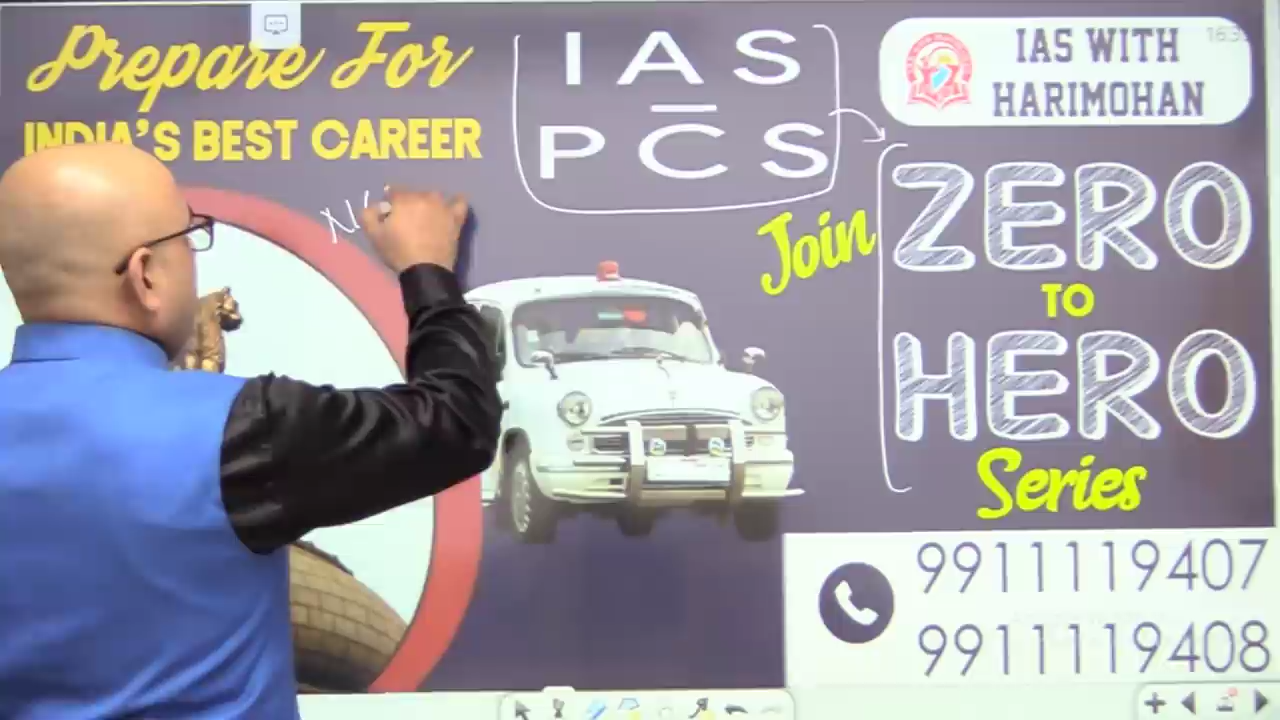 Prepare For
INDIA'S BEST CAREER
IAS
PCS
IAS WITH
HARIMOHAN
Join
ZERO
TO
HERO
Series
9911119407
9911119408